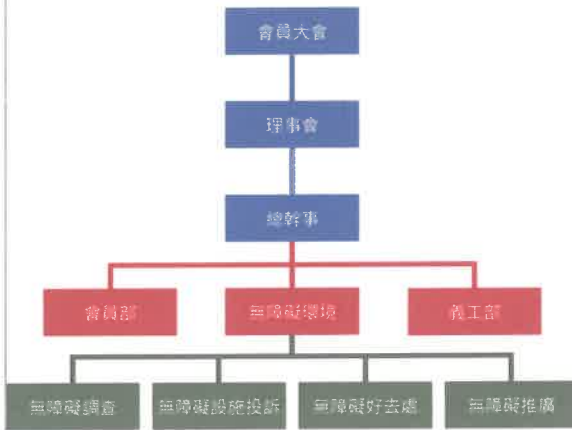 會員大會
理事會
總幹事
會員部
無障礙環境
義工部
無障礙調查
無障礙設施投訴
無障礙好去處
無障礙推廣